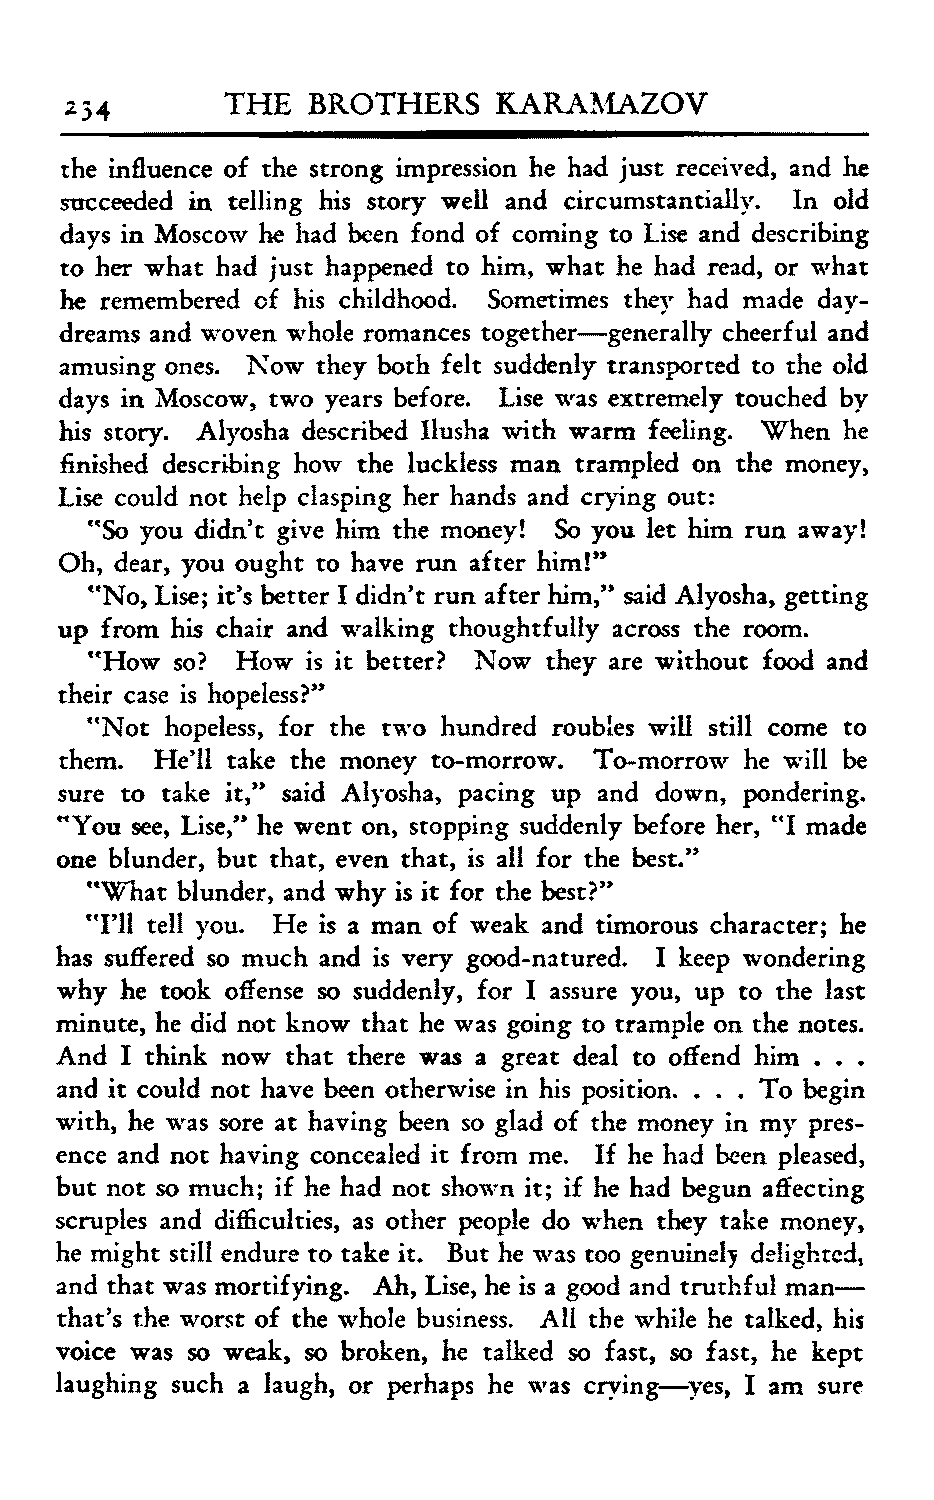 234 THE BROTHERS KARAMAZOV
the influence of the strong impression he had just received, and he
succeeded in telling his story well and circumstantially. In old
days in Moscow he had been fond of coming to Lise and describing
to her what had just happened to him, what he had read, or what
he remembered of his childhood. Sometimes they had made day-
dreams and woven whole romances together—generally cheerful and
amusing ones. Now they both felt suddenly transported to the old
days in Moscow, two years before. Lise was extremely touched by
his story. Alyosha described Ilusha with warm feeling. When he
finished describing how the luckless man trampled on the money,
Lise could not help clasping her hands and crying out:
"So you didn't give him the money! So you let him run away!
Oh, dear, you ought to have run after him!"
"No, Lise; it's better I didn't run after him," said Alyosha, getting
up from his chair and walking thoughtfully across the room.
"How so? How is it better? Now they are without food and
their case is hopeless?"
"Not hopeless, for the two hundred roubles will still come to
them. He'll take the money to-morrow. To-morrow he will be
sure to take it," said Alyosha, pacing up and down, pondering.
"You see, Lise," he went on, stopping suddenly before her, "I made
one blunder, but that, even that, is all for the best."
"What blunder, and why is it for the best?"
"I'll tell you. He is a man of weak and timorous character; he
has suffered so much and is very good-natured. I keep wondering
why he took offense so suddenly, for I assure you, up to the last
minute, he did not know that he was going to trample on the notes.
And I think now that there was a great deal to offend him . . .
and it could not have been otherwise in his position. . . . To begin
with, he was sore at having been so glad of the money in my pres-
ence and not having concealed it from me. If he had been pleased,
but not so much; if he had not shown it; if he had begun affecting
scruples and difficulties, as other people do when they take money,
he might still endure to take it. But he was too genuinely delighted,
and that was mortifying. Ah, Lise, he is a good and truthful man—
that's the worst of the whole business. All the while he talked, his
voice was so weak, so broken, he talked so fast, so fast, he kept
laughing such a laugh, or perhaps he was crying—yes, I am sure